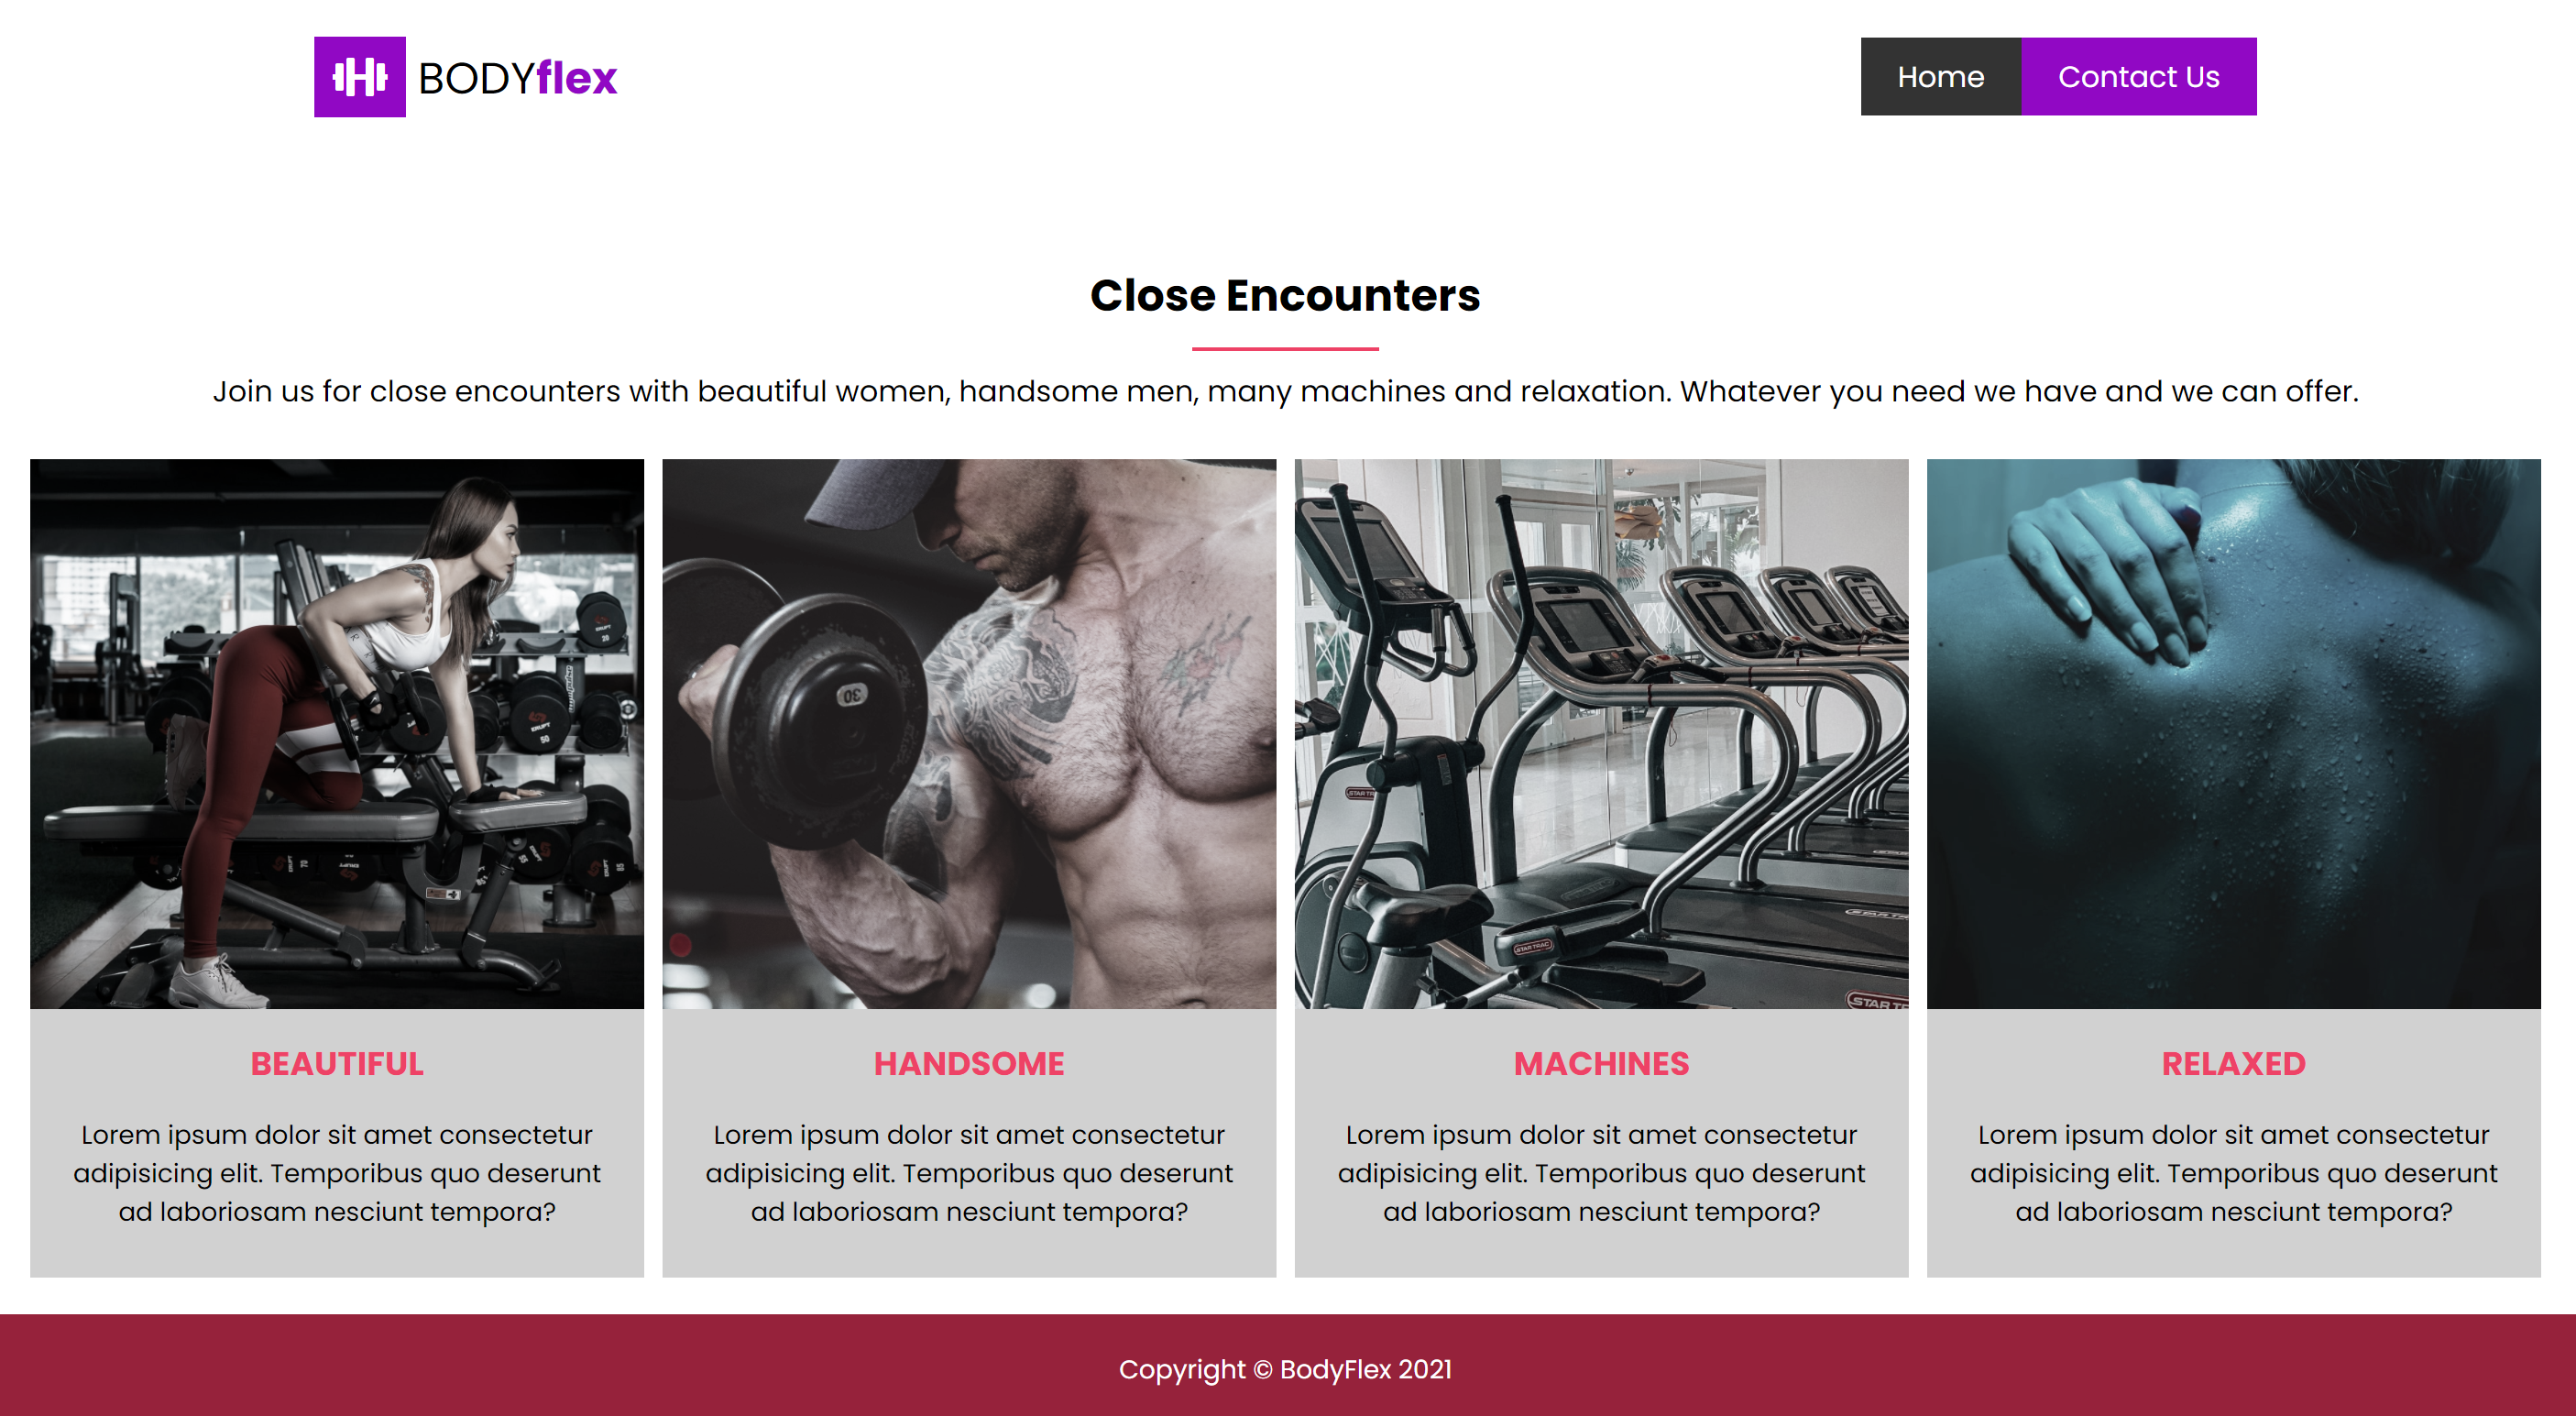 BODYflex
Home
Contact Us
Close Encounters
Join us for close encounters with beautiful women, handsome men, many machines and relaxation. Whatever you need we have and we can offer.
30
STAR TRAC
BEAUTIFUL
Lorem ipsum dolor sit amet consectetur
adipisicing elit. Temporibus quo deserunt
ad laboriosam nesciunt tempora?
HANDSOME
Lorem ipsum dolor sit amet consectetur
adipisicing elit. Temporibus quo deserunt
ad laboriosam nesciunt tempora?
MACHINES
Lorem ipsum dolor sit amet consectetur
adipisicing elit. Temporibus quo deserunt
ad laboriosam nesciunt tempora?
RELAXED
Lorem ipsum dolor sit amet consectetur
adipisicing elit. Temporibus quo deserunt
ad laboriosam nesciunt tempora?
Copyright © BodyFlex 2021